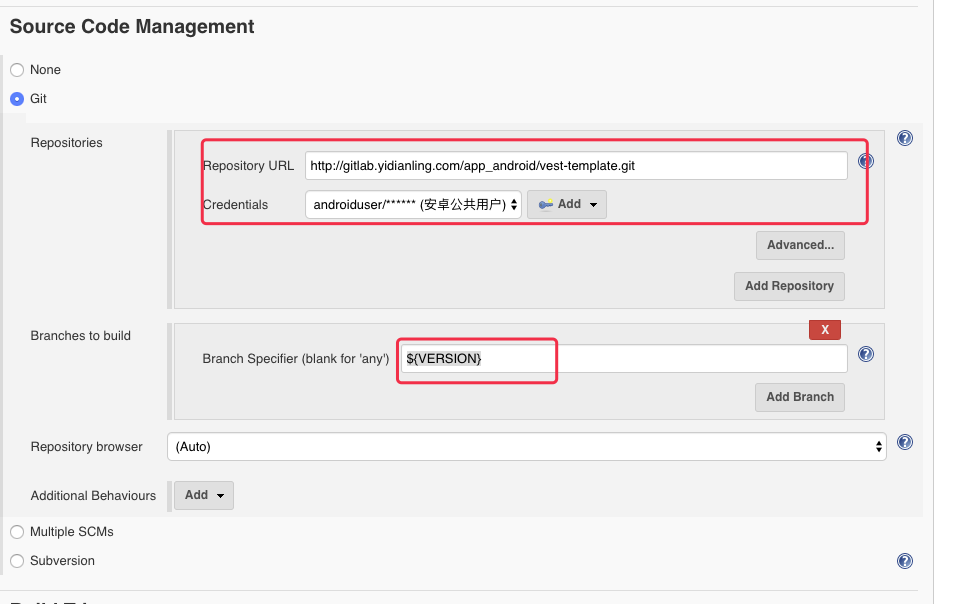 Source Code Management
None
Git
Repositories
Repository URL http://gitlab.yidianling.com/app_android/vest-template.git
Credentials androiduser/****** (安卓公共用户) Add
Advanced...
Add Repository
Branches to build
X
Branch Specifier (blank for 'any') ${VERSION}
Add Branch
Repository browser (Auto)
Additional Behaviours Add
Multiple SCMs
Subversion